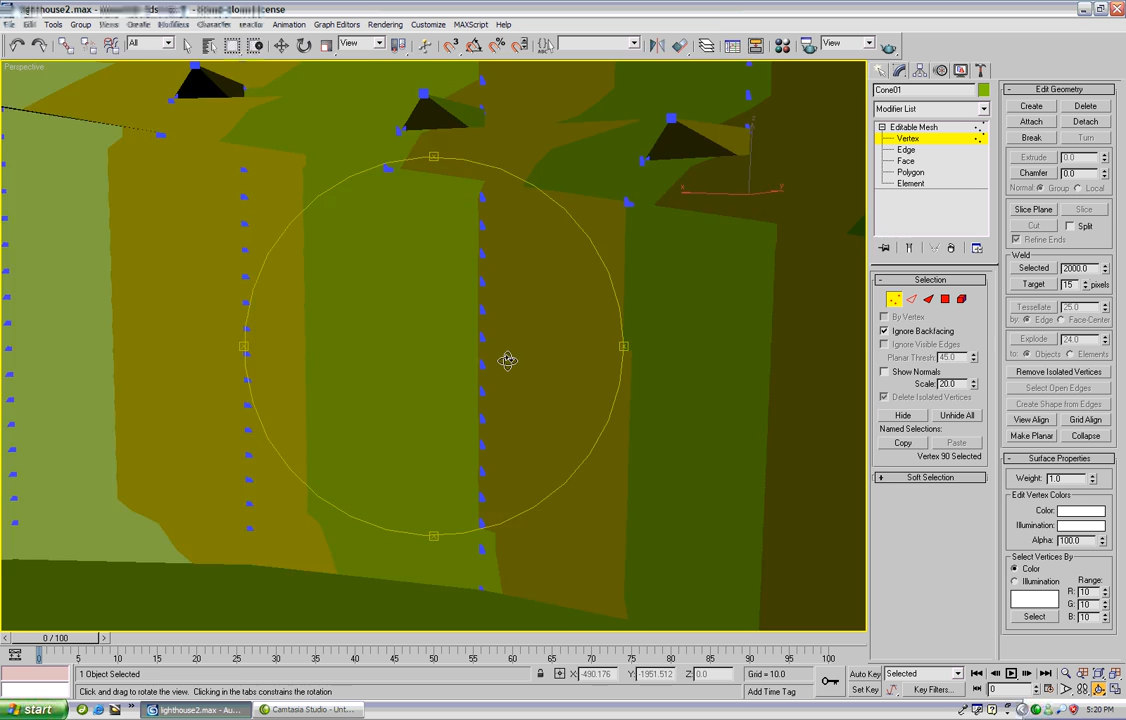 lighthouse2.max - License
File Edit Tools Group Views Create Modifiers Character reactor Animation Graph Editors Rendering Customize MAXScript Help
All View View
Perspective
Cone01
Modifier List
Editable Mesh
Vertex
Edge
Face
Polygon
Element
Selection
By Vertex
Ignore Backfacing
Ignore Visible Edges
Planar Thresh: 45.0
Show Normals
Scale: 20.0
Delete Isolated Vertices
Hide Unhide All
Named Selections:
Copy Paste
Vertex 90 Selected
+ Soft Selection
- Edit Geometry
Create Delete
Attach Detach
Break Turn
Extrude 0.0
Chamfer 0.0
Normal: Group Local
Slice Plane Slice
Cut Split
Refine Ends
Weld
Selected 2000.0
Target 15 pixels
Tessellate 25.0
by: Edge Face-Center
Explode 24.0
to: Objects Elements
Remove Isolated Vertices
Select Open Edges
Create Shape from Edges
View Align Grid Align
Make Planar Collapse
- Surface Properties
Weight: 1.0
Edit Vertex Colors
Color:
Illumination:
Alpha: 100.0
Select Vertices By
Color Range:
Illumination R: 10
G: 10
Select B: 10
0 / 100
0 5 10 15 20 25 30 35 40 45 50 55 60 65 70 75 80 85 90 95 100
1 Object Selected X: -490.176 Y: -1951.512 Z: 0.0 Grid = 10.0 Auto Key Selected
Click and drag to rotate the view. Clicking in the tabs constrains the rotation Add Time Tag Set Key Key Filters... 0
start lighthouse2.max - Au... Camtasia Studio - Unt... 5:20 PM